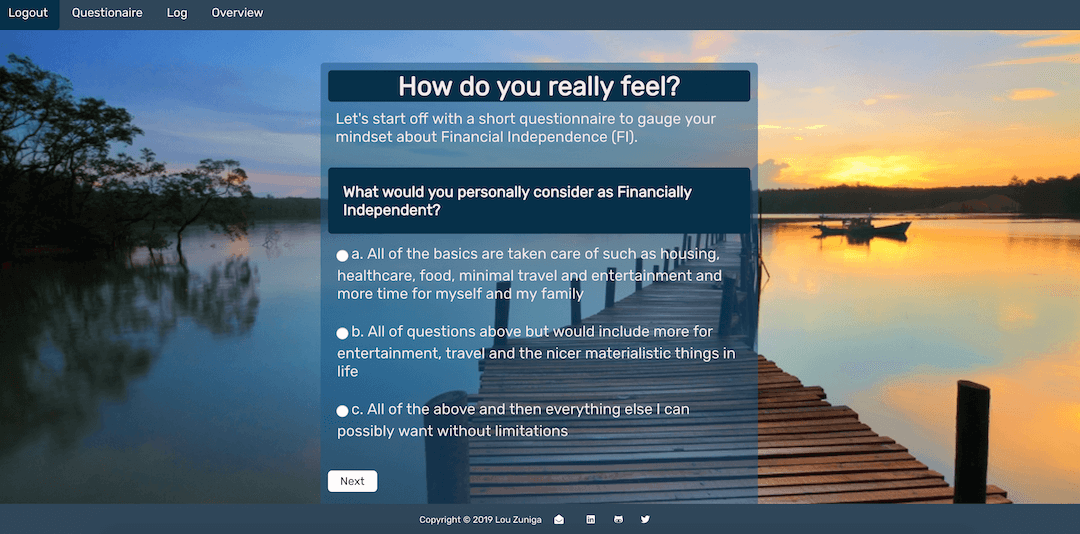 Logout Questionaire Log Overview
How do you really feel?
Let's start off with a short questionnaire to gauge your
mindset about Financial Independence (FI).
What would you personally consider as Financially
Independent?
a. All of the basics are taken care of such as housing,
healthcare, food, minimal travel and entertainment and
more time for myself and my family
b. All of questions above but would include more for
entertainment, travel and the nicer materialistic things in
life
c. All of the above and then everything else I can
possibly want without limitations
Next
Copyright © 2019 Lou Zuniga